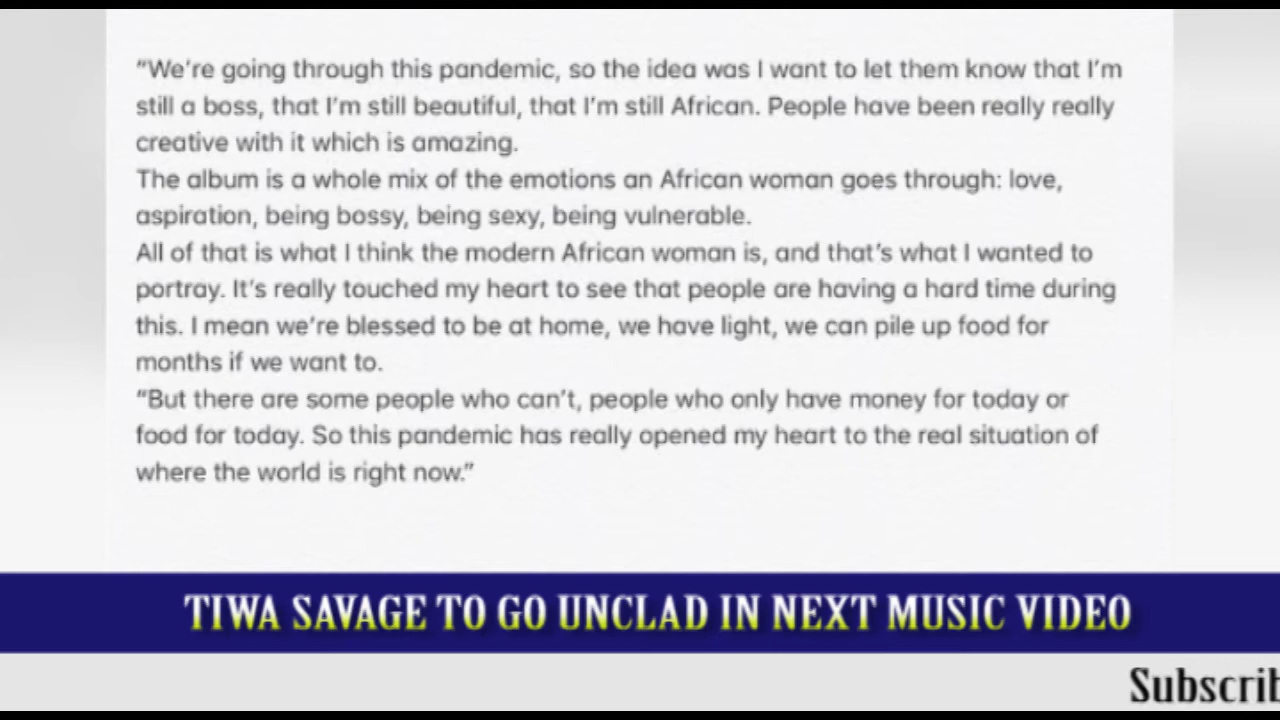 “We’re going through this pandemic, so the idea was I want to let them know that I’m
still a boss, that I’m still beautiful, that I’m still African. People have been really really
creative with it which is amazing.
The album is a whole mix of the emotions an African woman goes through: love,
aspiration, being bossy, being sexy, being vulnerable.
All of that is what I think the modern African woman is, and that’s what I wanted to
portray. It’s really touched my heart to see that people are having a hard time during
this. I mean we’re blessed to be at home, we have light, we can pile up food for
months if we want to.
“But there are some people who can’t, people who only have money for today or
food for today. So this pandemic has really opened my heart to the real situation of
where the world is right now.”
TIWA SAVAGE TO GO UNCLAD IN NEXT MUSIC VIDEO
Subscrib